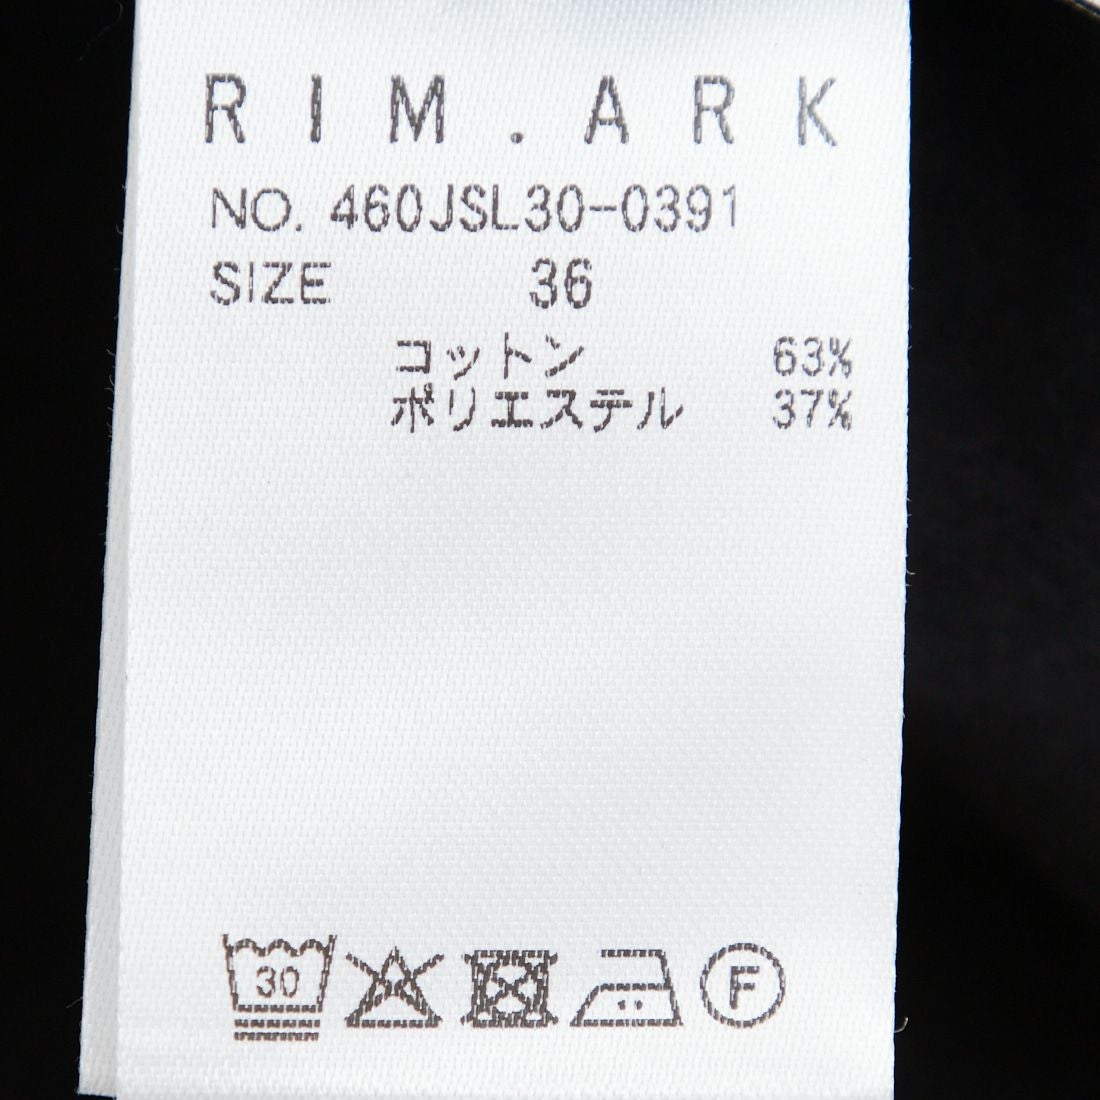 RIM.ARK
NO. 460JSL30-0391
SIZE 36
コットン 63%
ポリエステル 37%
30 F